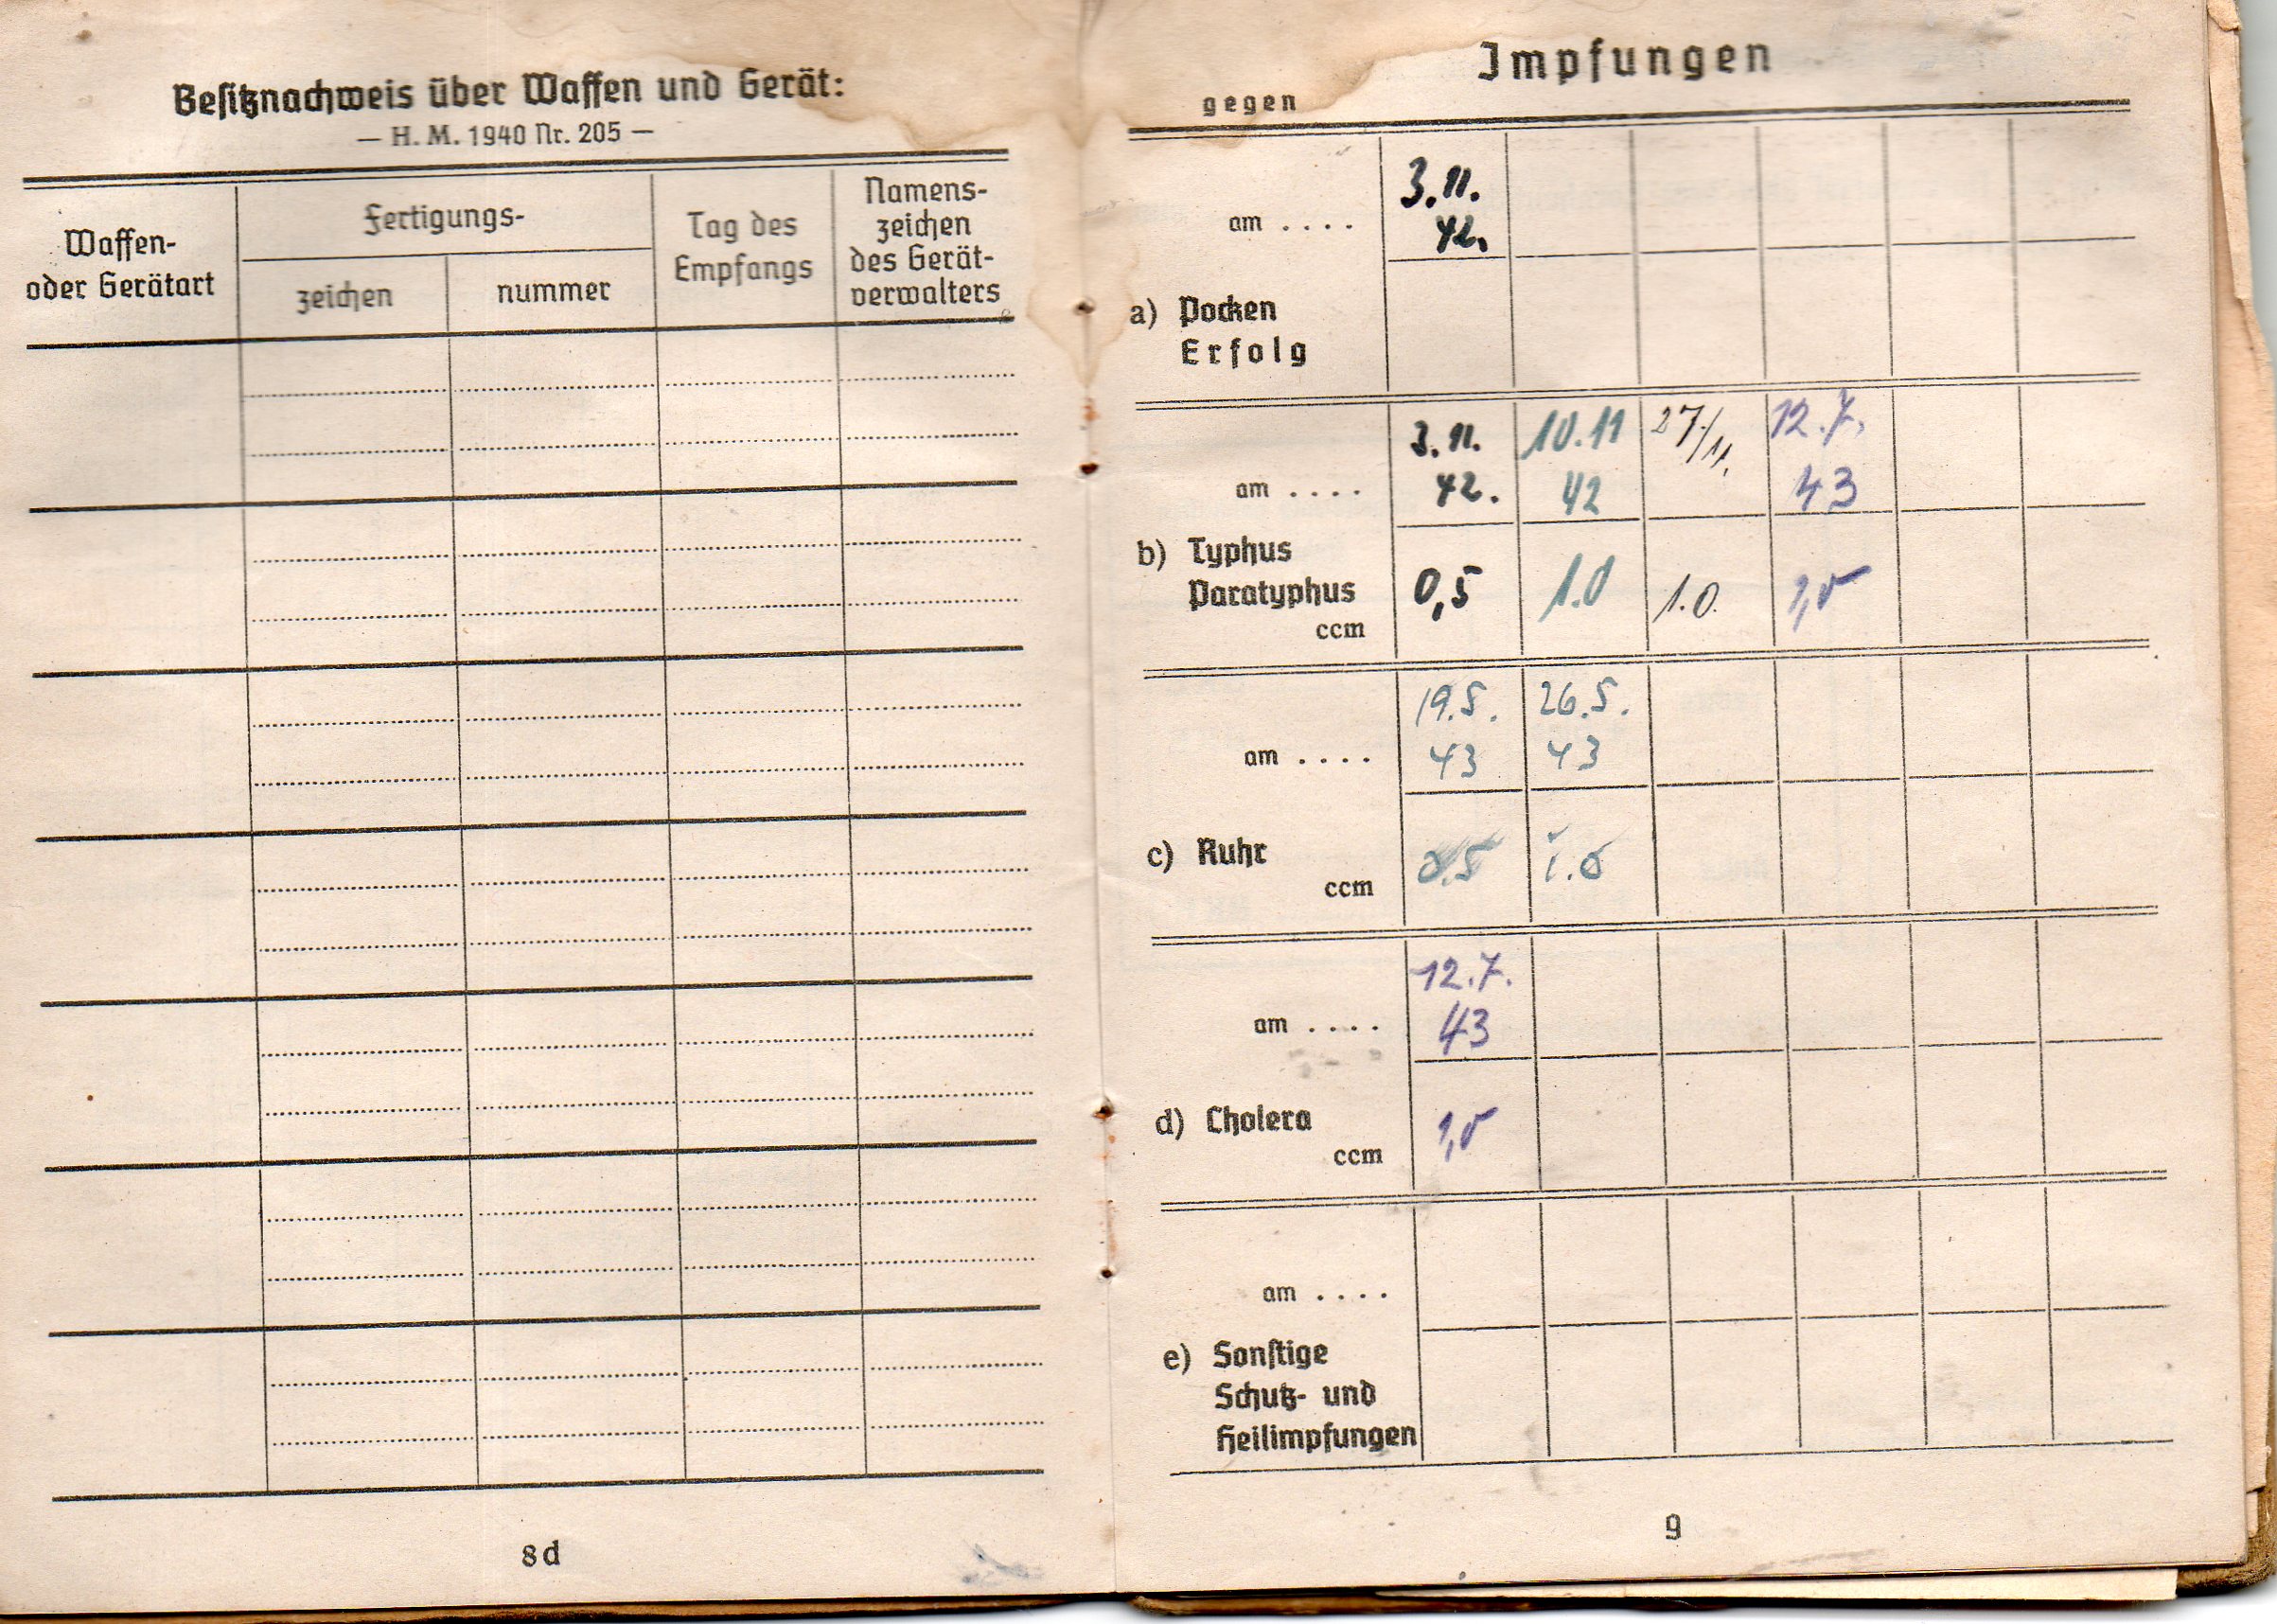 Besitznachweis über Waffen und Gerät:
— H. M. 1940 Nr. 205 —
Waffen-
oder Gerätart
Fertigungs-
zeichen
nummer
Tag des
Empfangs
Namens-
zeichen
des Gerät-
verwalters
8d
Impfungen
gegen
am ....
3.11.
42.
a) Pocken
Erfolg
am ....
3.11. 10.11 27/11. 12.7.
42. 42 43
b) Typhus
Paratyphus
ccm
0,5 1.0 1.0. 1,0
am ....
19.5. 26.5.
43 43
c) Ruhr
ccm
0.5 1.0
am ....
12.7.
43
d) Cholera
ccm
1,0
am ....
e) Sonstige
Schutz- und
Heilimpfungen
9